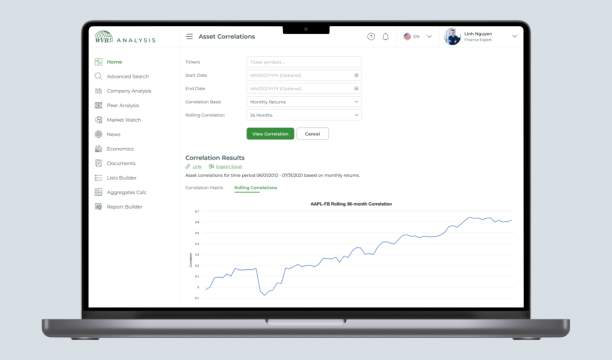 WVB ANALYSIS
Asset Correlations
EN
Linh Nguyen
Finance Expert
Home
Advanced Search
Company Analysis
Peer Analysis
Market Watch
News
Economics
Documents
Lists Builder
Aggregates Calc
Report Builder
Tickers
Ticker symbols...
Start Date
MM/DD/YYYY (Optional)
End Date
MM/DD/YYYY (Optional)
Correlation Basis
Monthly Returns
Rolling Correlation
36 Months
View Correlation
Cancel
Correlation Results
Link
Export Excel
Asset correlations for time period 06/01/2012 - 07/31/2021 based on monthly returns.
Correlation Matrix
Rolling Correlations
AAPL-FB Rolling 36-month Correlation
Correlation
0.7
0.6
0.5
0.4
0.3
0.2
0.1
0
-0.1